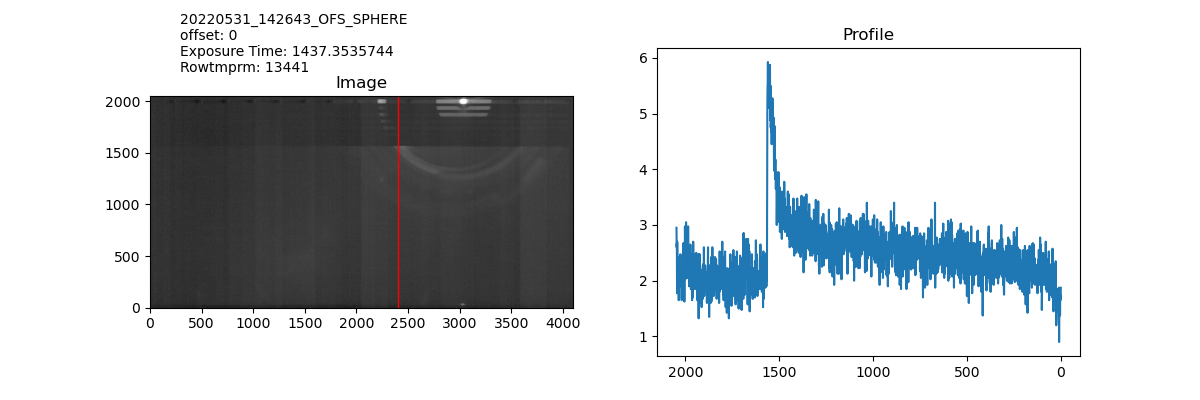 20220531_142643_OFS_SPHERE
offset: 0
Exposure Time: 1437.3535744
Rowtmprm: 13441
Image
2000
1500
1000
500
0
0 500 1000 1500 2000 2500 3000 3500 4000
Profile
6
5
4
3
2
1
2000 1500 1000 500 0